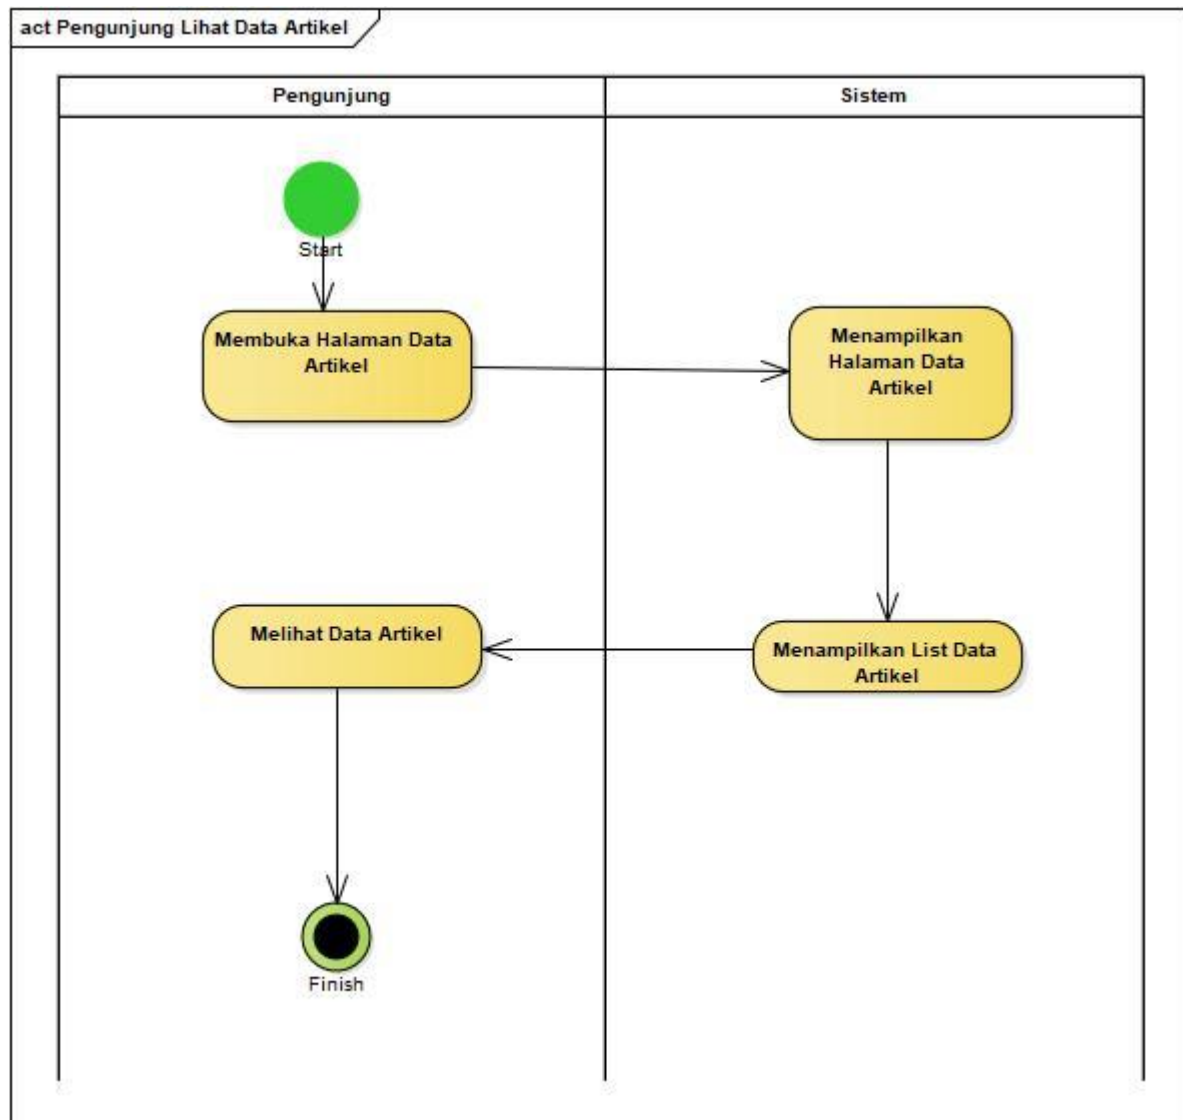 act Pengunjung Lihat Data Artikel
Pengunjung
Sistem
Start
Membuka Halaman Data
Artikel
Menampilkan
Halaman Data
Artikel
Melihat Data Artikel
Menampilkan List Data
Artikel
Finish